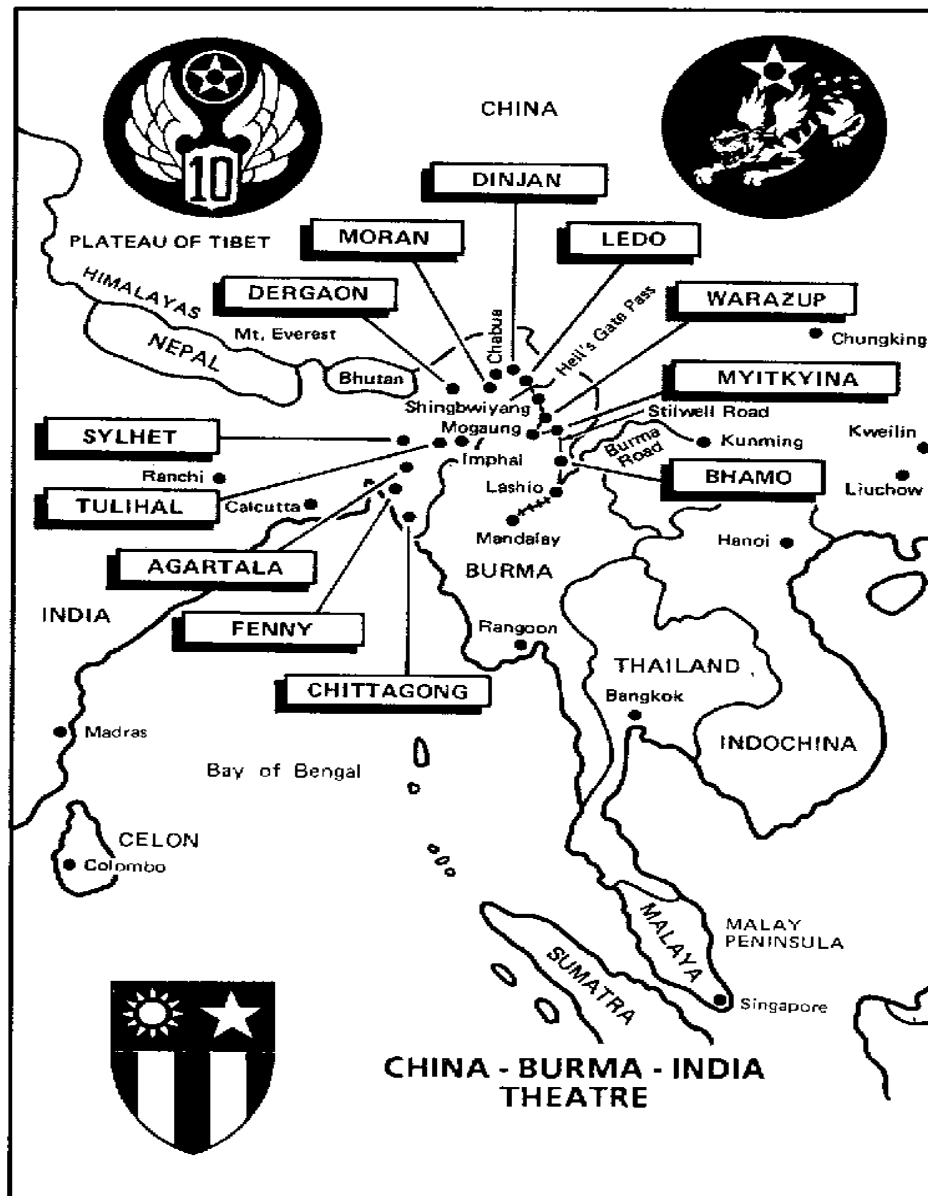 CHINA
10
DINJAN
MORAN
LEDO
PLATEAU OF TIBET
DERGAON
WARAZUP
HIMALAYAS
Mt. Everest
NEPAL
Bhutan
Chabua
Hell's Gate Pass
Chungking
MYITKYINA
Shingbwiyang
Stilwell Road
Mogaung
SYLHET
Imphal
Burma
Road
Kunming
Kweilin
Ranchi
BHAMO
Lashio
Liuchow
TULIHAL
Calcutta
Mandalay
Hanoi
AGARTALA
BURMA
INDIA
FENNY
Rangoon
THAILAND
CHITTAGONG
Bangkok
Madras
INDOCHINA
Bay of Bengal
CELON
Colombo
MALAYA
MALAY
PENINSULA
SUMATRA
Singapore
CHINA - BURMA - INDIA
THEATRE